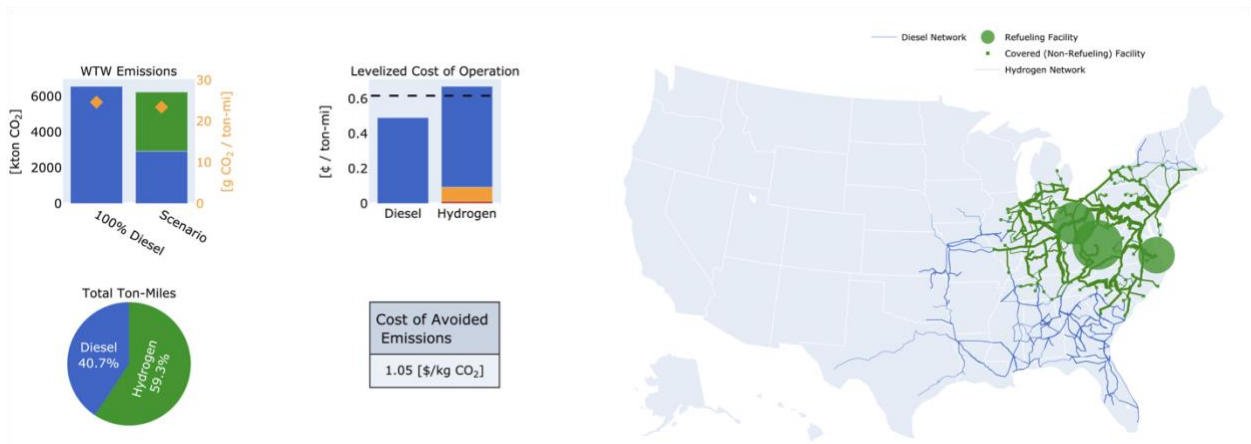 WTW Emissions
[kton CO₂]
6000
4000
2000
0
30
20
10
0
[g CO₂ / ton-mi]
100% Diesel
Scenario
Levelized Cost of Operation
[¢ / ton-mi]
0.6
0.4
0.2
0
Diesel
Hydrogen
Diesel Network
Refueling Facility
Covered (Non-Refueling) Facility
Hydrogen Network
Total Ton-Miles
Diesel
40.7%
Hydrogen
59.3%
Cost of Avoided
Emissions
1.05 [$/kg CO₂]